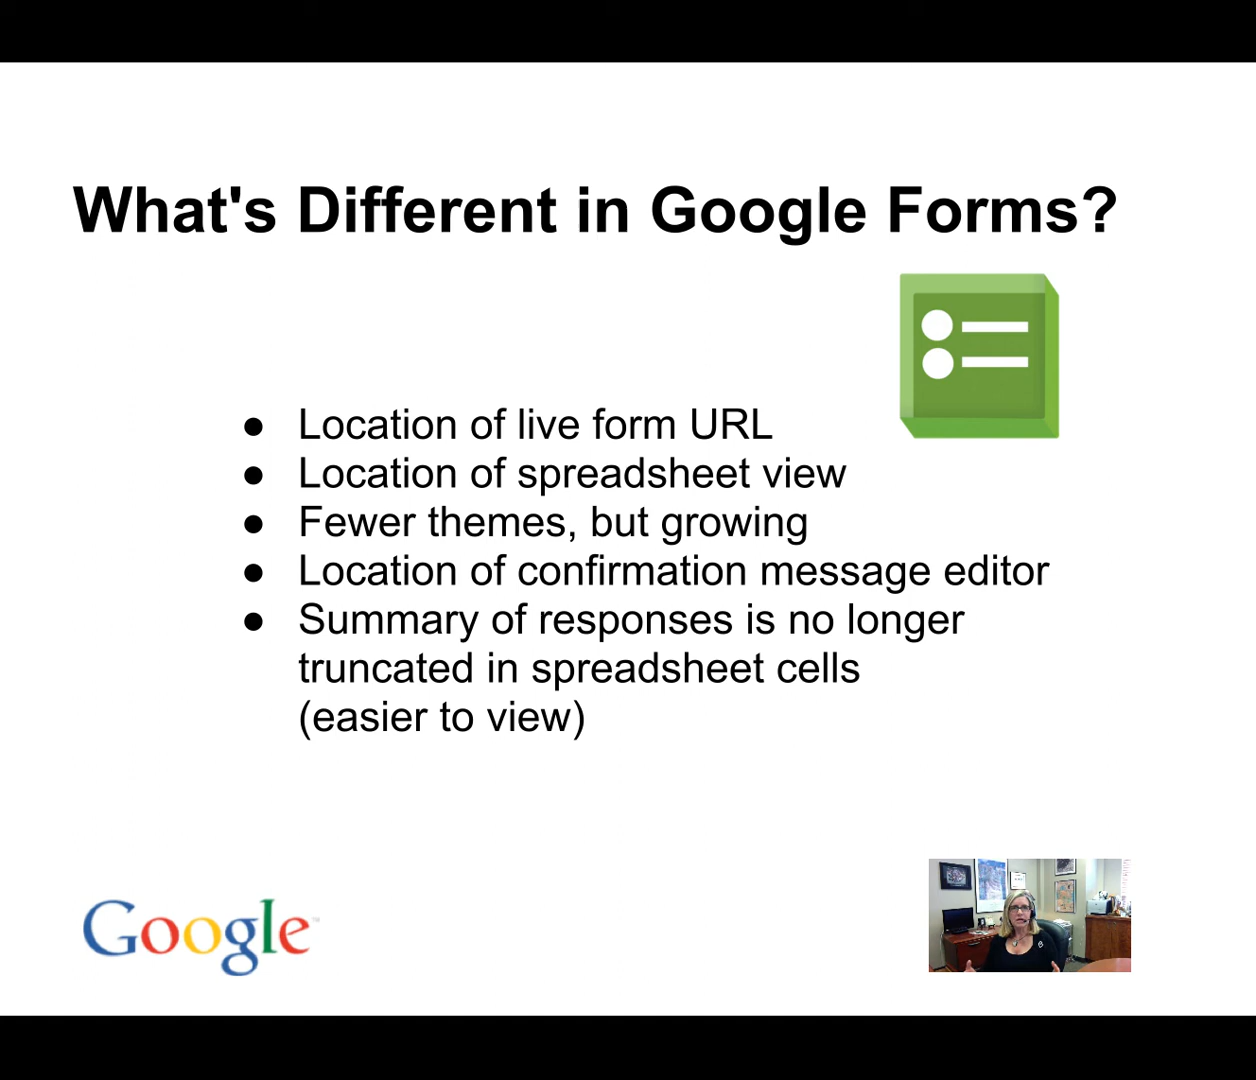 What's Different in Google Forms?
● Location of live form URL
● Location of spreadsheet view
● Fewer themes, but growing
● Location of confirmation message editor
● Summary of responses is no longer
truncated in spreadsheet cells
(easier to view)
Google™